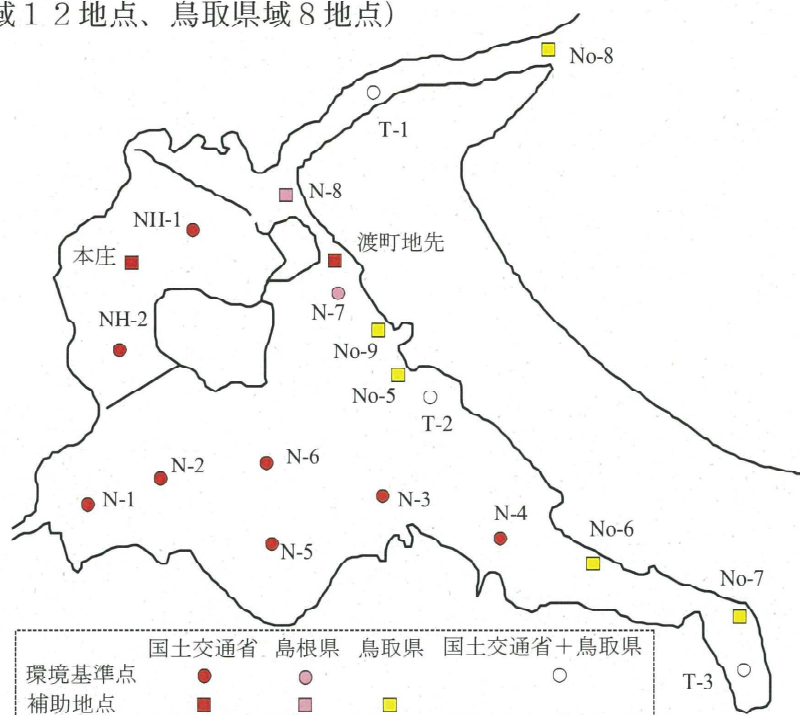 域１２地点、鳥取県域８地点）
No-8
T-1
N-8
NH-1
渡町地先
本庄
N-7
NH-2
No-9
No-5
T-2
N-6
N-2
N-1
N-3
N-4
No-6
N-5
No-7
T-3
国土交通省 島根県 鳥取県 国土交通省＋鳥取県
環境基準点
補助地点